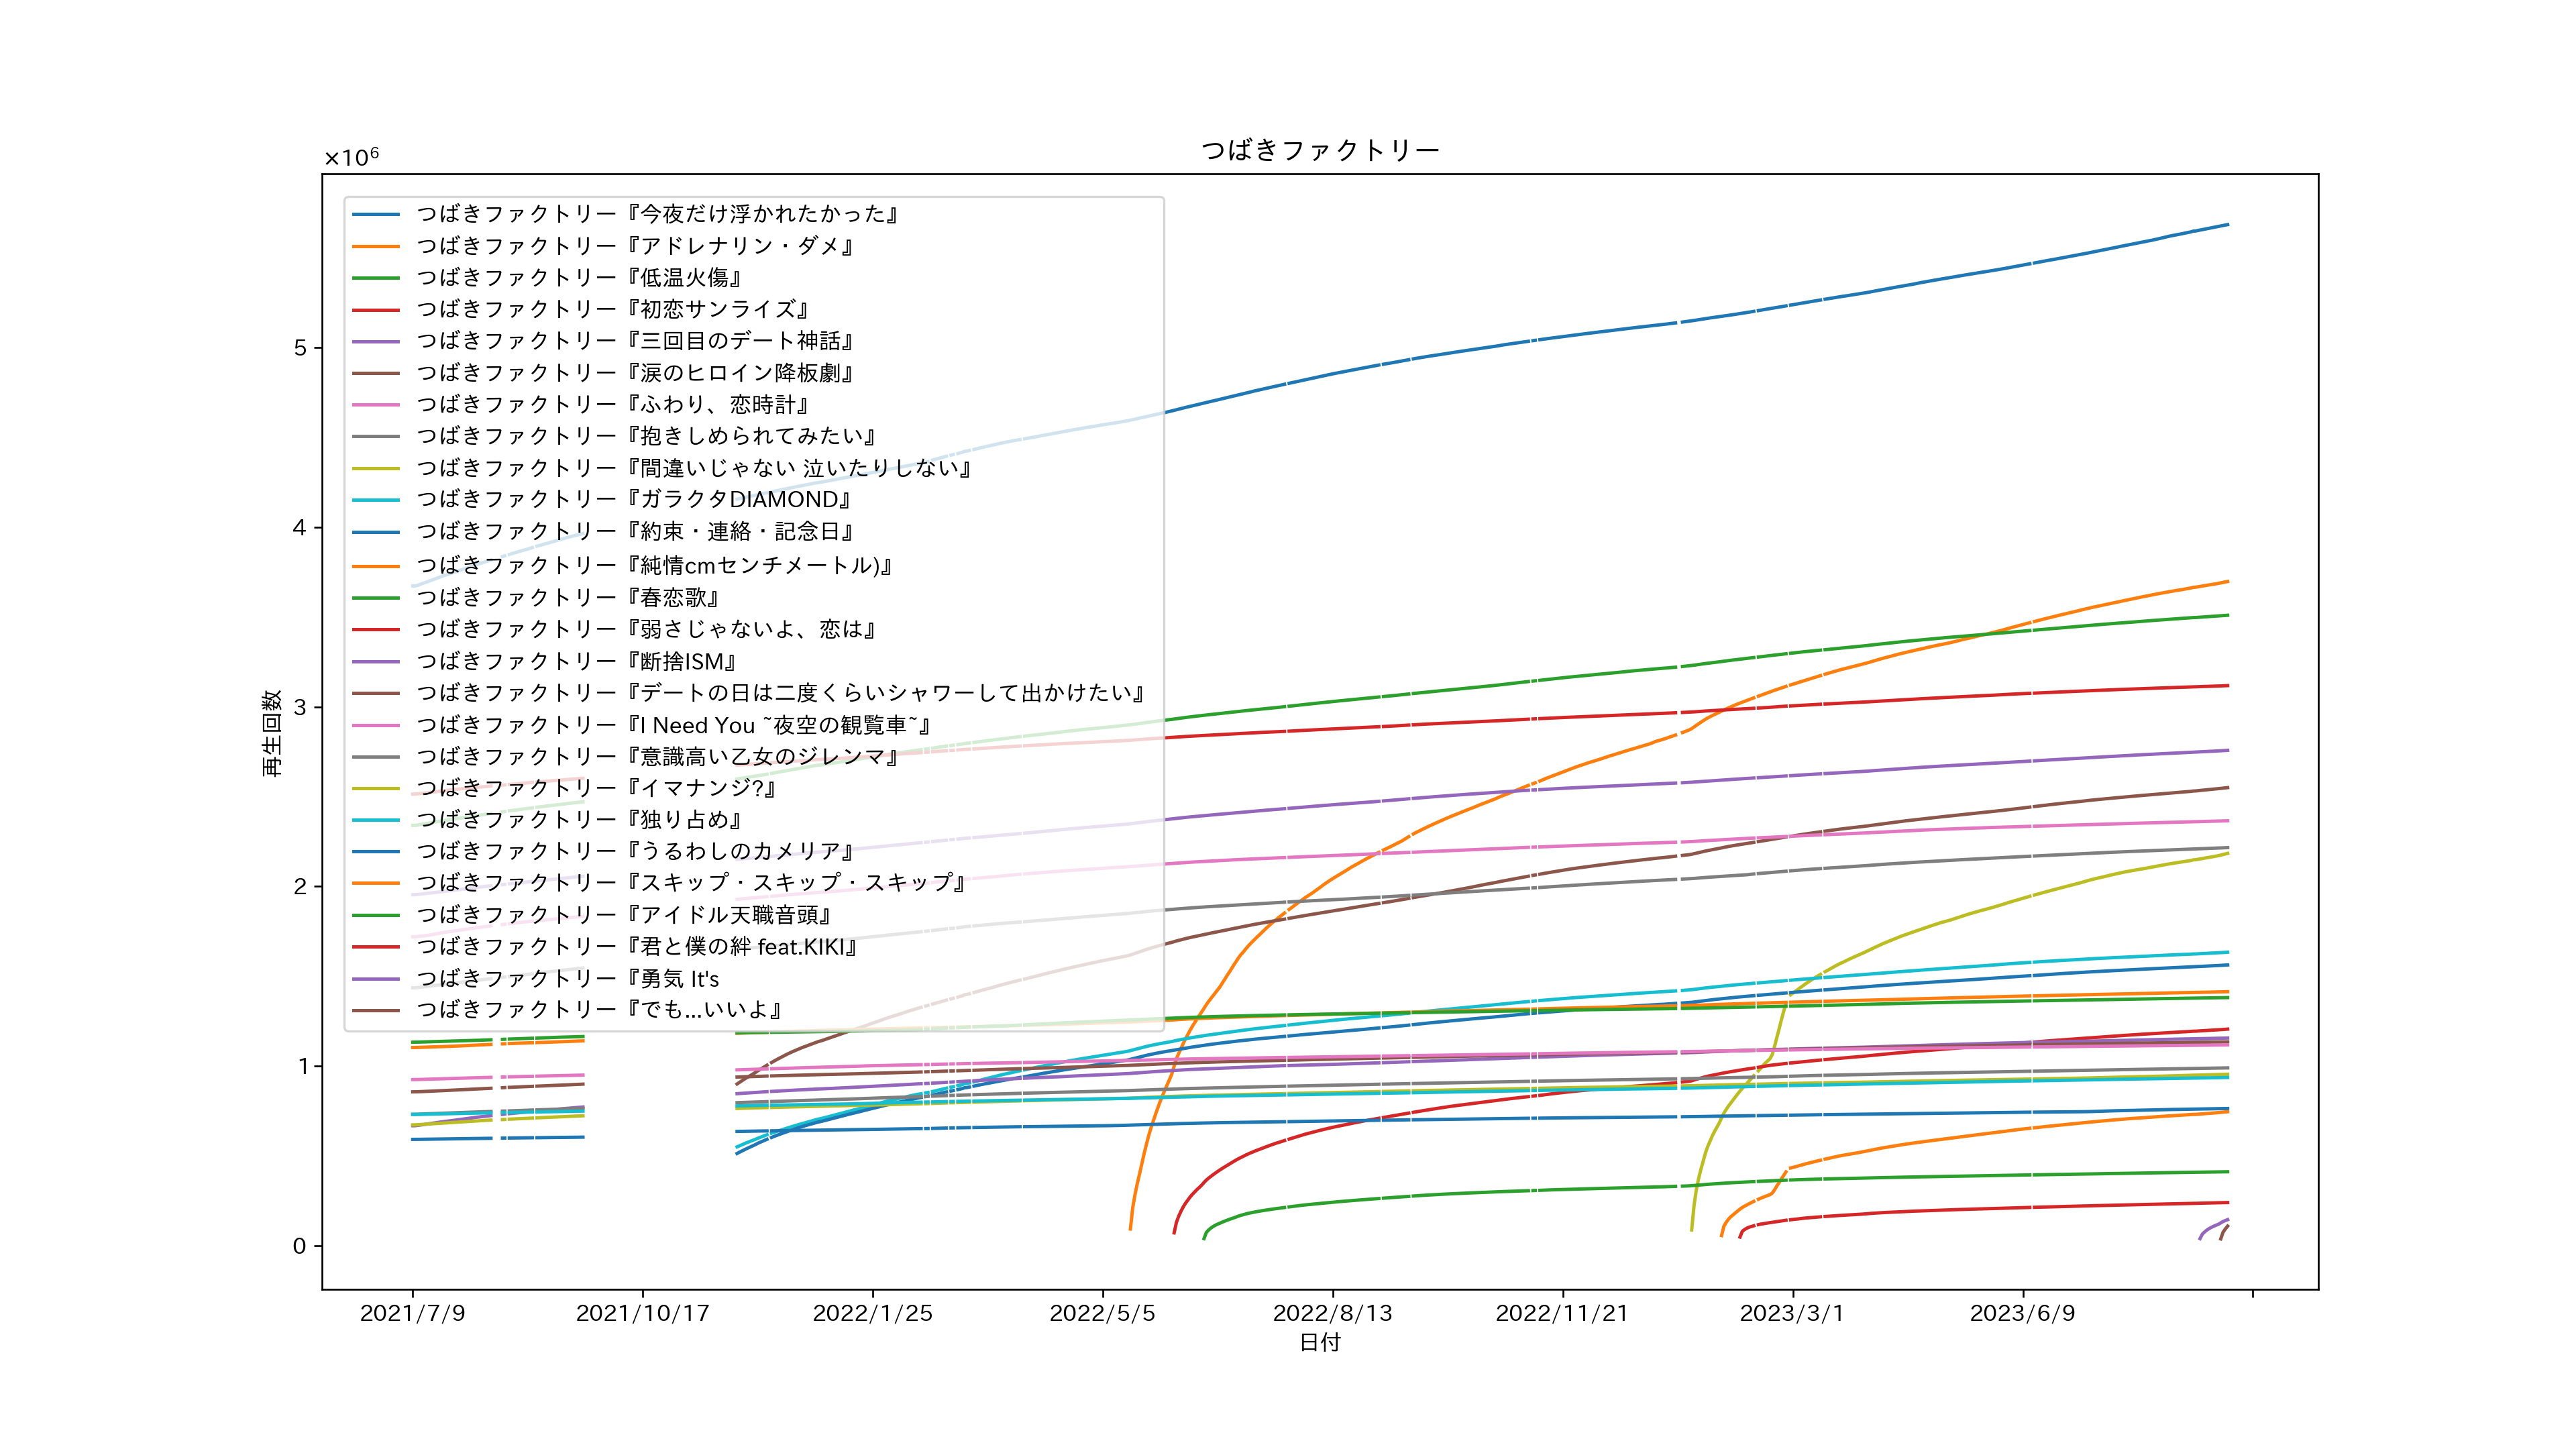 つばきファクトリー
×10⁶
つばきファクトリー『今夜だけ浮かれたかった』
つばきファクトリー『アドレナリン・ダメ』
つばきファクトリー『低温火傷』
つばきファクトリー『初恋サンライズ』
つばきファクトリー『三回目のデート神話』
つばきファクトリー『涙のヒロイン降板劇』
つばきファクトリー『ふわり、恋時計』
つばきファクトリー『抱きしめられてみたい』
つばきファクトリー『間違いじゃない 泣いたりしない』
つばきファクトリー『ガラクタDIAMOND』
つばきファクトリー『約束・連絡・記念日』
つばきファクトリー『純情cmセンチメートル)』
つばきファクトリー『春恋歌』
つばきファクトリー『弱さじゃないよ、恋は』
つばきファクトリー『断捨ISM』
つばきファクトリー『デートの日は二度くらいシャワーして出かけたい』
つばきファクトリー『I Need You ~夜空の観覧車~』
つばきファクトリー『意識高い乙女のジレンマ』
つばきファクトリー『イマナンジ?』
つばきファクトリー『独り占め』
つばきファクトリー『うるわしのカメリア』
つばきファクトリー『スキップ・スキップ・スキップ』
つばきファクトリー『アイドル天職音頭』
つばきファクトリー『君と僕の絆 feat.KIKI』
つばきファクトリー『勇気 It's
つばきファクトリー『でも...いいよ』
再生回数
5
4
3
2
1
0
2021/7/9
2021/10/17
2022/1/25
2022/5/5
2022/8/13
2022/11/21
2023/3/1
2023/6/9
日付